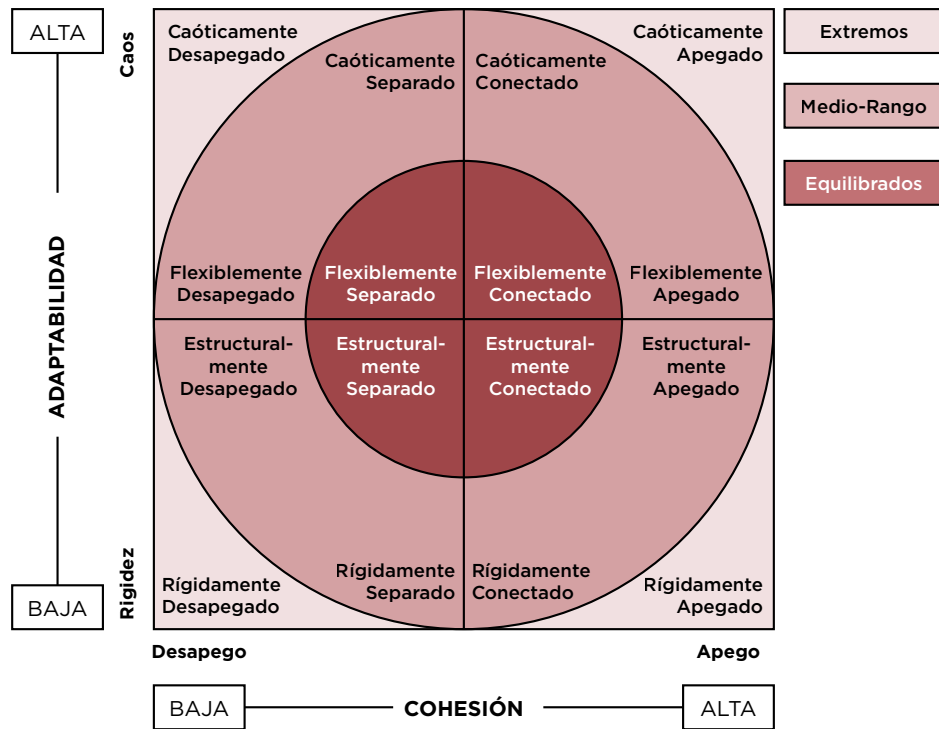 ALTA
Caos
ADAPTABILIDAD
Rigidez
BAJA
Caóticamente
Desapegado
Caóticamente
Separado
Caóticamente
Conectado
Caóticamente
Apegado
Flexiblemente
Desapegado
Flexiblemente
Separado
Flexiblemente
Conectado
Flexiblemente
Apegado
Estructural-
mente
Desapegado
Estructural-
mente
Separado
Estructural-
mente
Conectado
Estructural-
mente
Apegado
Rígidamente
Desapegado
Rígidamente
Separado
Rígidamente
Conectado
Rígidamente
Apegado
Desapego
Apego
BAJA
COHESIÓN
ALTA
Extremos
Medio-Rango
Equilibrados